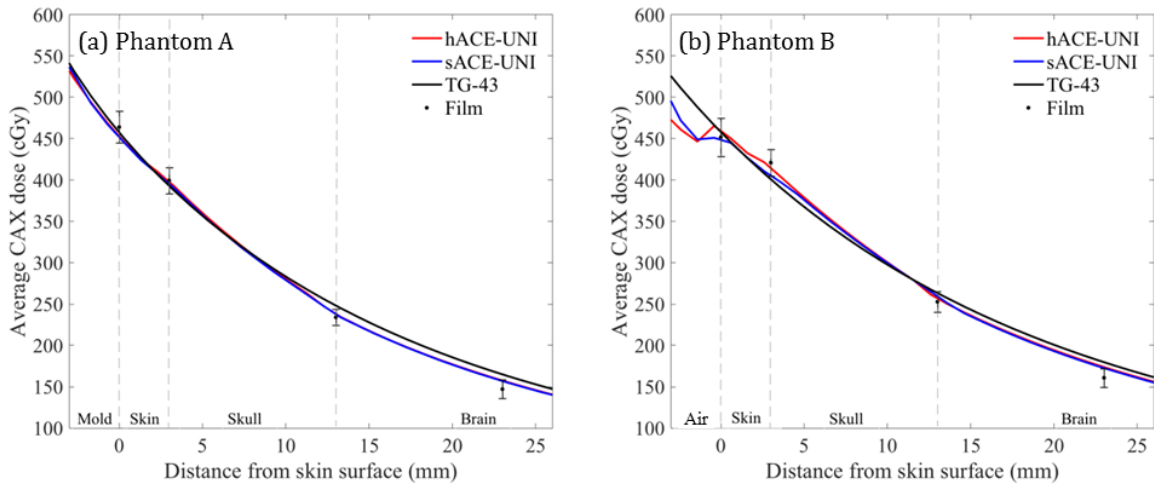 (a) Phantom A
hACE-UNI
sACE-UNI
TG-43
Film
600
550
500
450
400
350
300
250
200
150
100
Average CAX dose (cGy)
Mold
Skin
Skull
Brain
0 5 10 15 20 25
Distance from skin surface (mm)
(b) Phantom B
hACE-UNI
sACE-UNI
TG-43
Film
600
550
500
450
400
350
300
250
200
150
100
Average CAX dose (cGy)
Air
Skin
Skull
Brain
0 5 10 15 20 25
Distance from skin surface (mm)